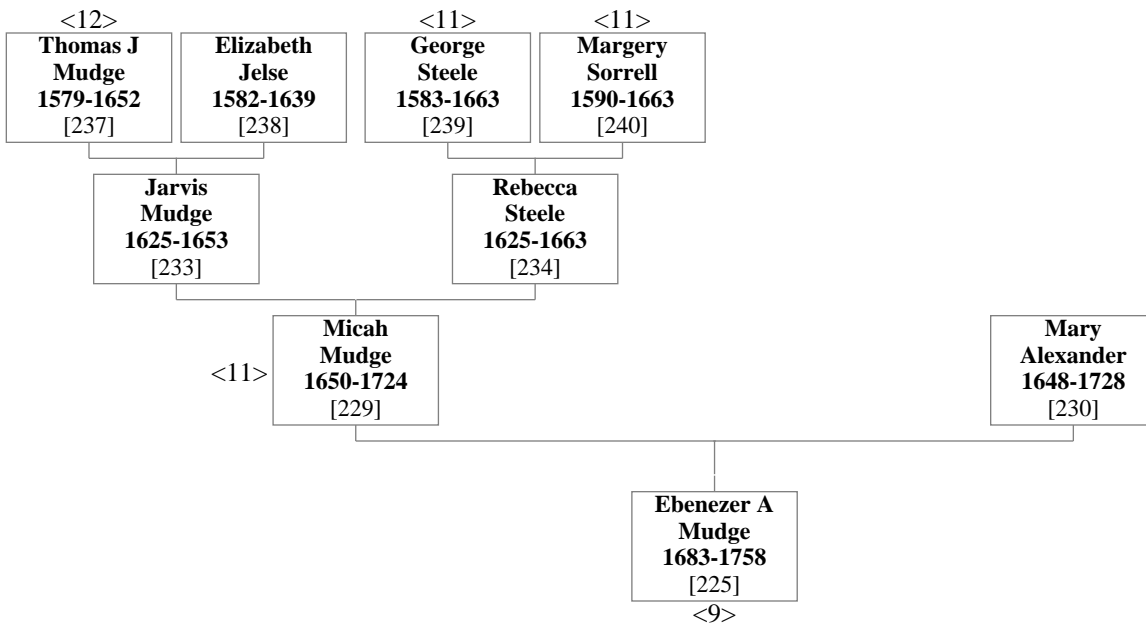 <12>
Thomas J
Mudge
1579-1652
[237]
Elizabeth
Jelse
1582-1639
[238]
<11>
George
Steele
1583-1663
[239]
<11>
Margery
Sorrell
1590-1663
[240]
Jarvis
Mudge
1625-1653
[233]
Rebecca
Steele
1625-1663
[234]
<11>
Micah
Mudge
1650-1724
[229]
Mary
Alexander
1648-1728
[230]
Ebenezer A
Mudge
1683-1758
[225]
<9>